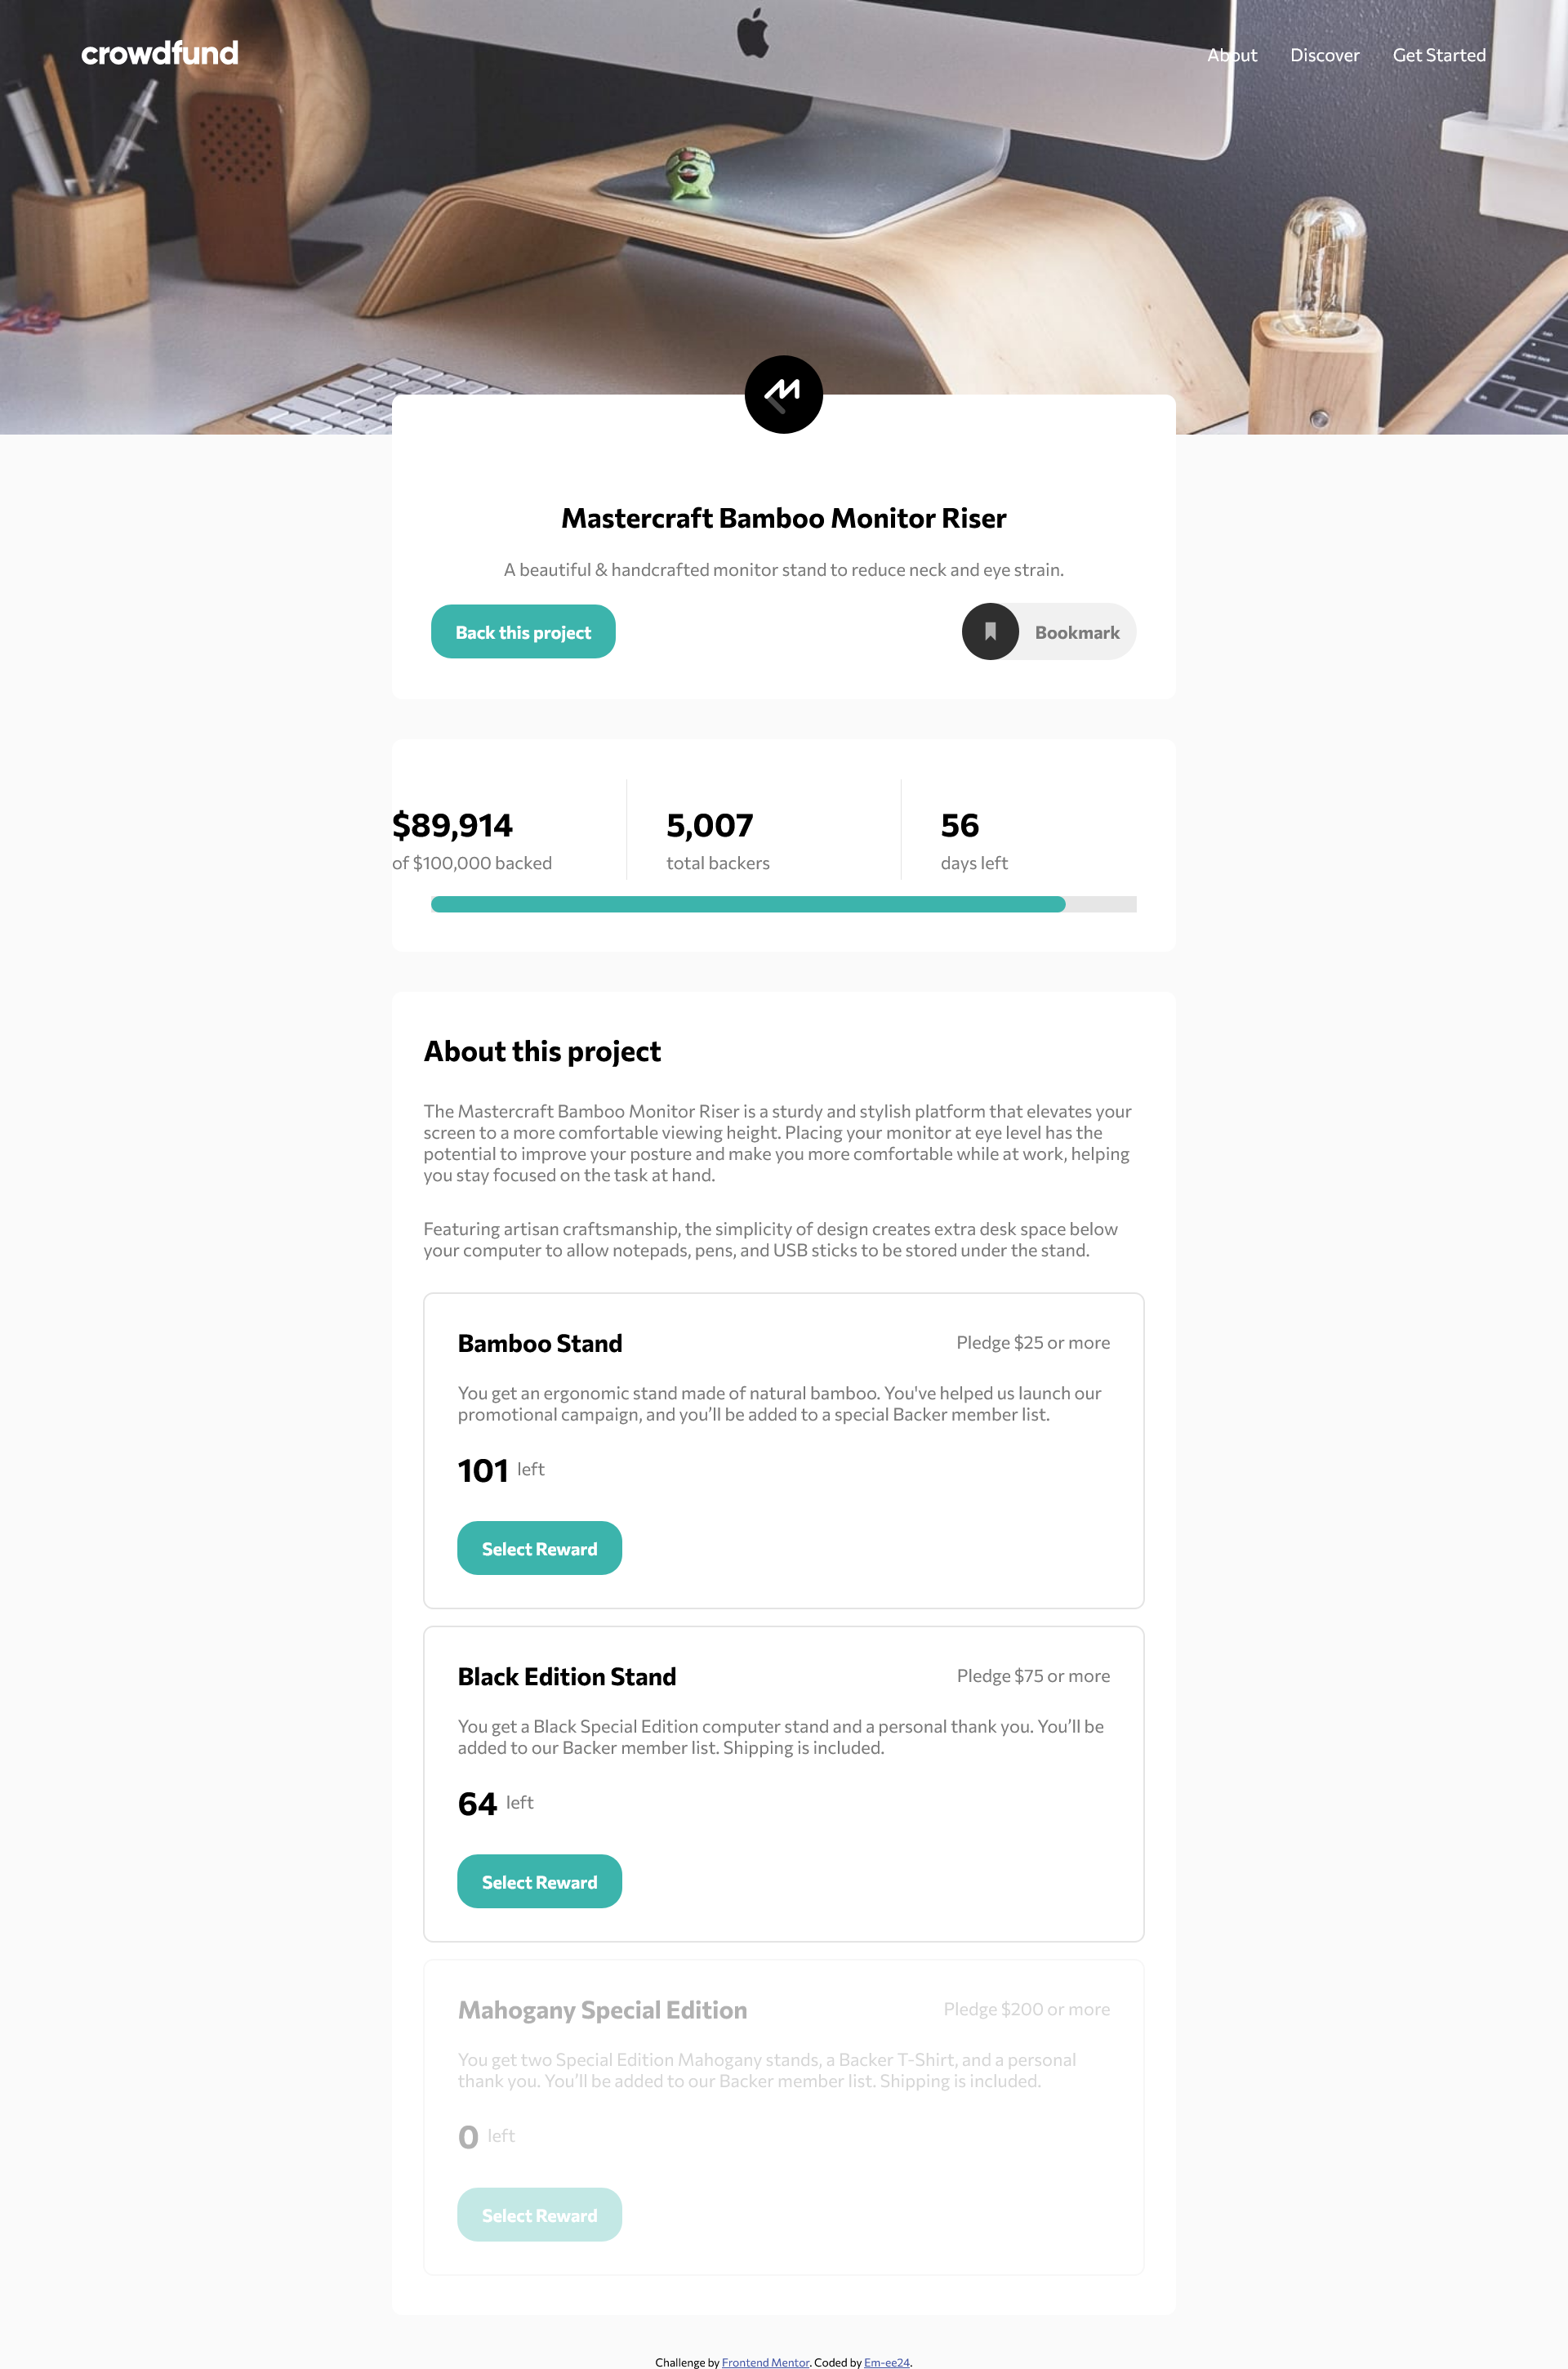 crowdfund
About Discover Get Started
Mastercraft Bamboo Monitor Riser
A beautiful & handcrafted monitor stand to reduce neck and eye strain.
Back this project
Bookmark
$89,914
of $100,000 backed
5,007
total backers
56
days left
About this project
The Mastercraft Bamboo Monitor Riser is a sturdy and stylish platform that elevates your
screen to a more comfortable viewing height. Placing your monitor at eye level has the
potential to improve your posture and make you more comfortable while at work, helping
you stay focused on the task at hand.
Featuring artisan craftsmanship, the simplicity of design creates extra desk space below
your computer to allow notepads, pens, and USB sticks to be stored under the stand.
Bamboo Stand
Pledge $25 or more
You get an ergonomic stand made of natural bamboo. You've helped us launch our
promotional campaign, and you’ll be added to a special Backer member list.
101 left
Select Reward
Black Edition Stand
Pledge $75 or more
You get a Black Special Edition computer stand and a personal thank you. You’ll be
added to our Backer member list. Shipping is included.
64 left
Select Reward
Mahogany Special Edition
Pledge $200 or more
You get two Special Edition Mahogany stands, a Backer T-Shirt, and a personal
thank you. You’ll be added to our Backer member list. Shipping is included.
0 left
Select Reward
Challenge by Frontend Mentor. Coded by Em-ee24.